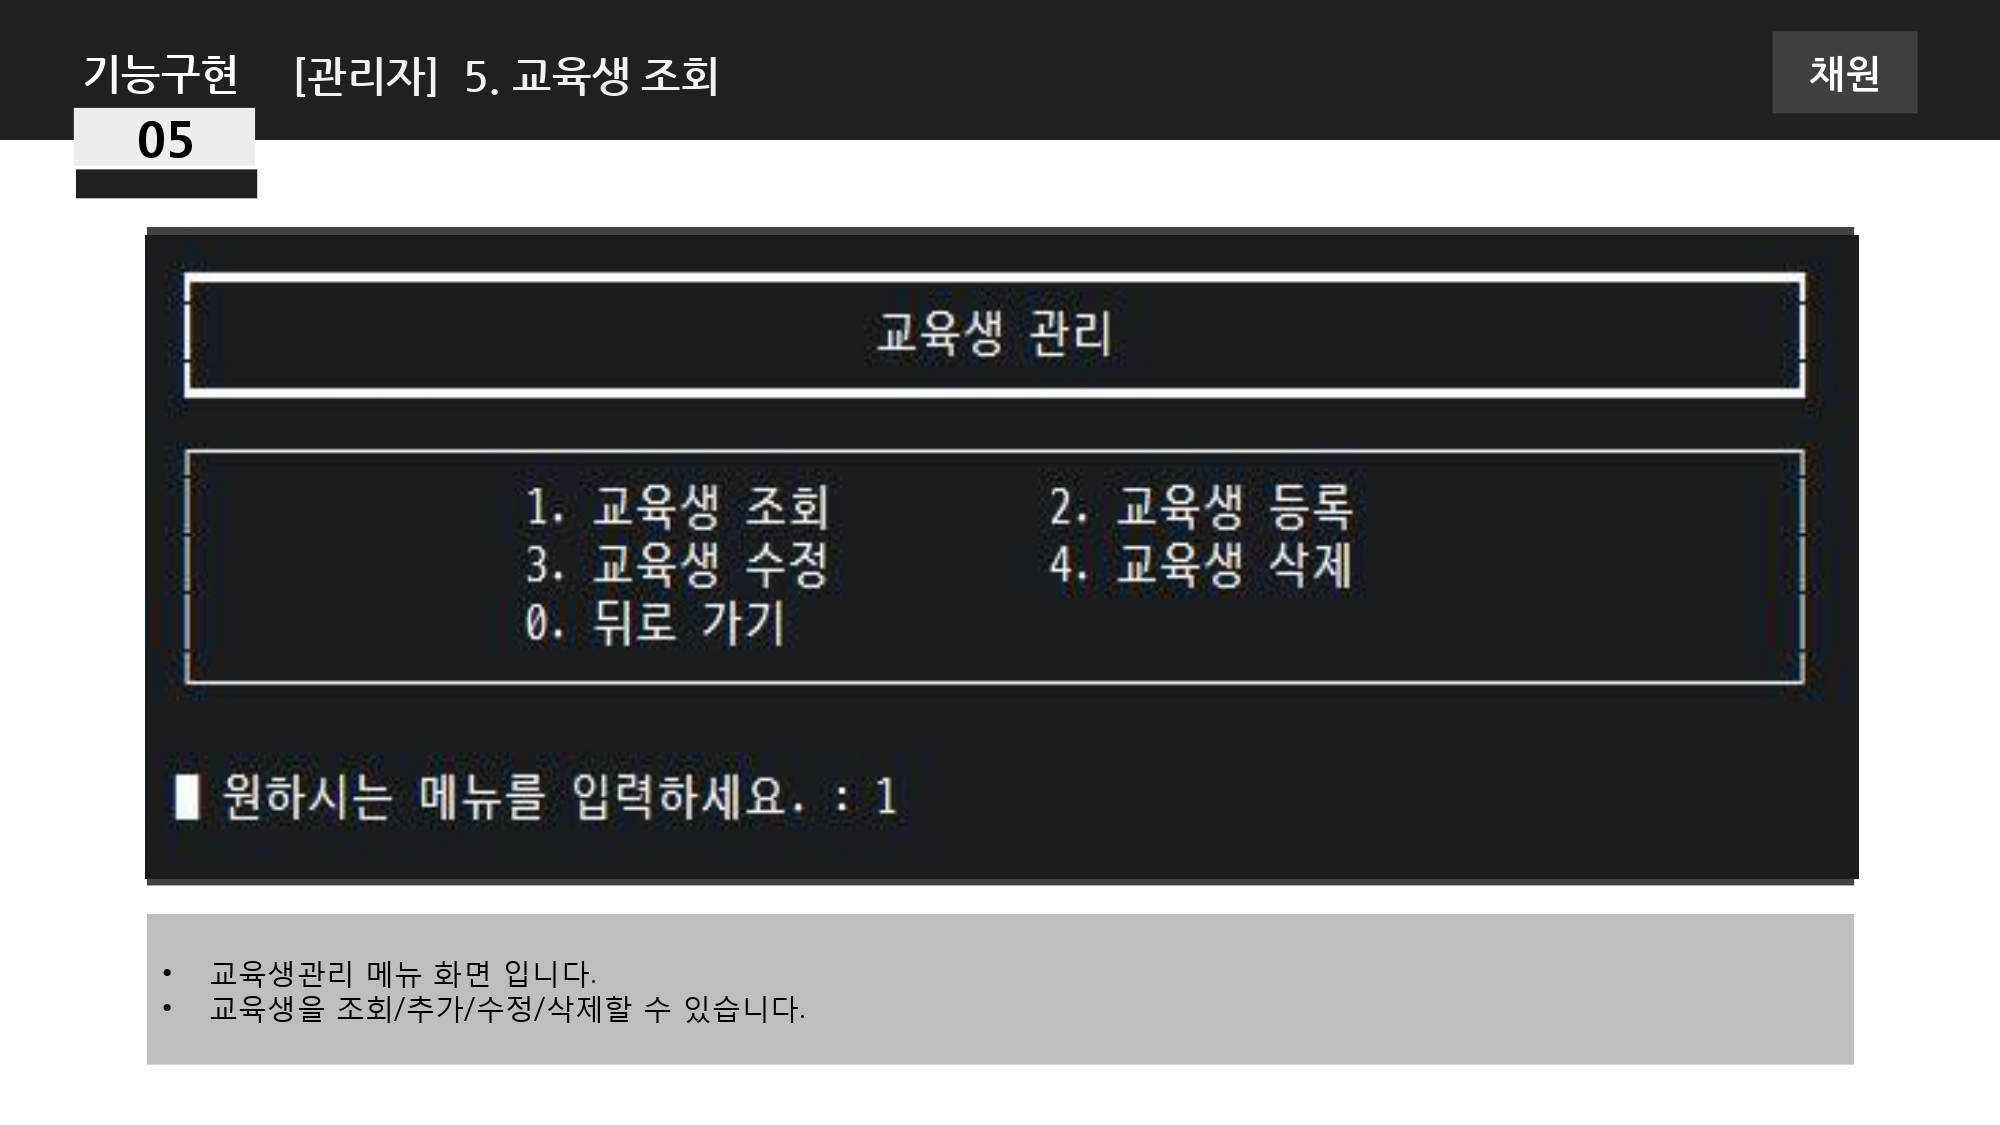 기능구현 [관리자] 5. 교육생 조회
채원
05
교육생 관리
1. 교육생 조회 2. 교육생 등록
3. 교육생 수정 4. 교육생 삭제
0. 뒤로 가기
█ 원하시는 메뉴를 입력하세요. : 1
• 교육생관리 메뉴 화면 입니다.
• 교육생을 조회/추가/수정/삭제할 수 있습니다.